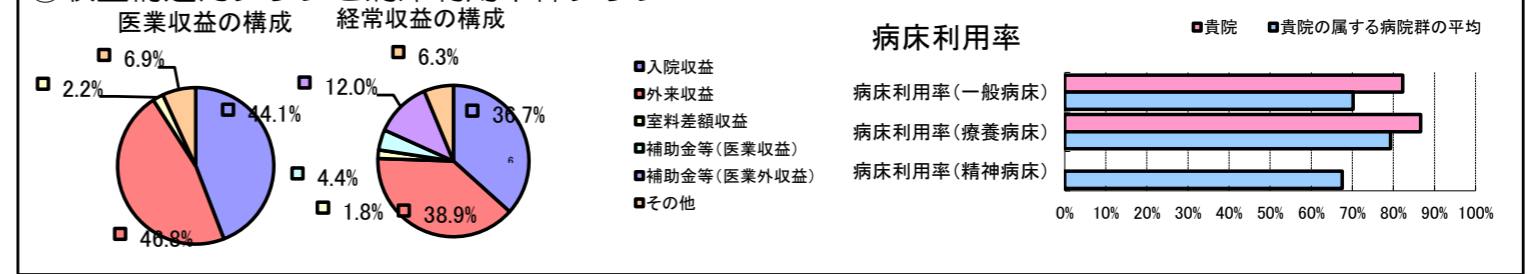 医業収益の構成
6.9%
2.2%
44.1%
46.8%
経常収益の構成
6.3%
12.0%
36.7%
6
4.4%
1.8%
38.9%
入院収益
外来収益
室料差額収益
補助金等(医業収益)
補助金等(医業外収益)
その他
病床利用率
貴院 貴院の属する病院群の平均
病床利用率(一般病床)
病床利用率(療養病床)
病床利用率(精神病床)
0% 10% 20% 30% 40% 50% 60% 70% 80% 90% 100%